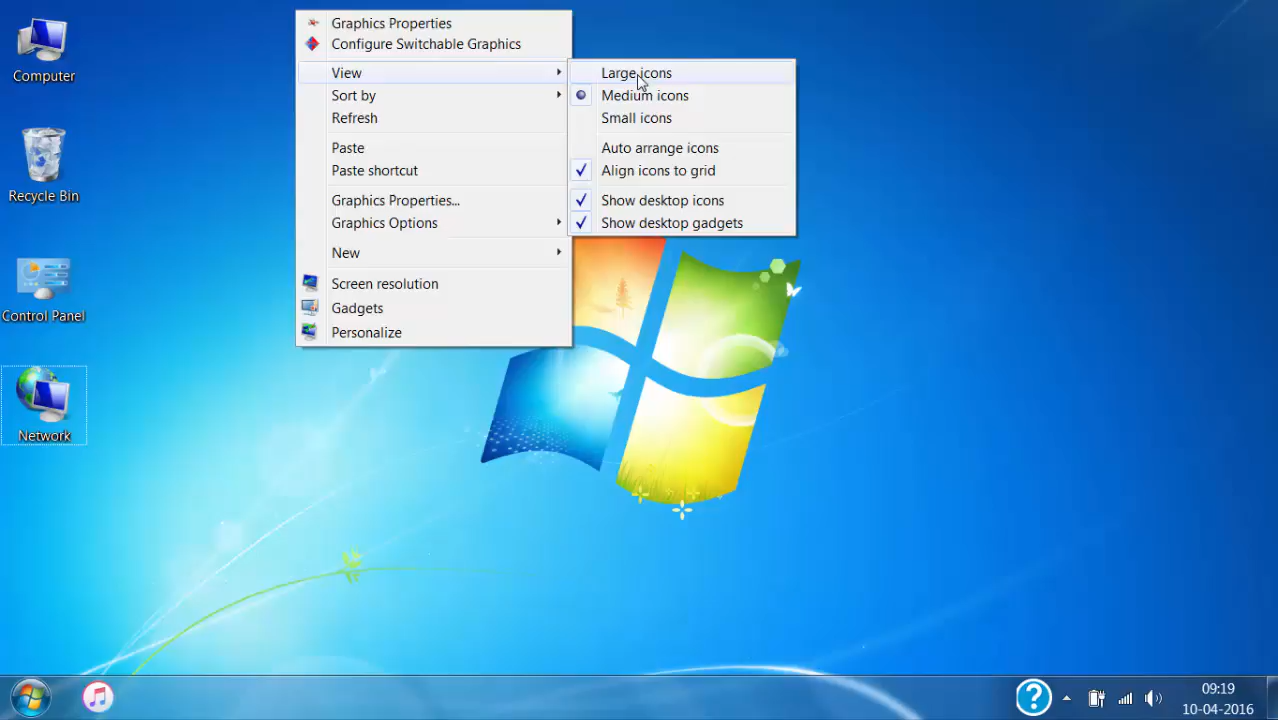 Computer
Recycle Bin
Control Panel
Network
Graphics Properties
Configure Switchable Graphics
View
Sort by
Refresh
Paste
Paste shortcut
Graphics Properties...
Graphics Options
New
Screen resolution
Gadgets
Personalize
Large icons
Medium icons
Small icons
Auto arrange icons
Align icons to grid
Show desktop icons
Show desktop gadgets
?
09:19
10-04-2016